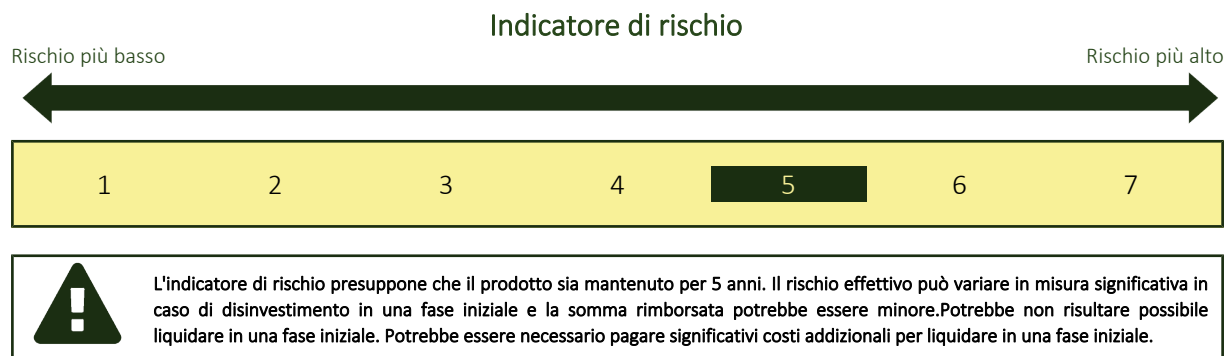 Indicatore di rischio
Rischio più basso
Rischio più alto
1 2 3 4 5 6 7
L'indicatore di rischio presuppone che il prodotto sia mantenuto per 5 anni. Il rischio effettivo può variare in misura significativa in
caso di disinvestimento in una fase iniziale e la somma rimborsata potrebbe essere minore.Potrebbe non risultare possibile
liquidare in una fase iniziale. Potrebbe essere necessario pagare significativi costi addizionali per liquidare in una fase iniziale.